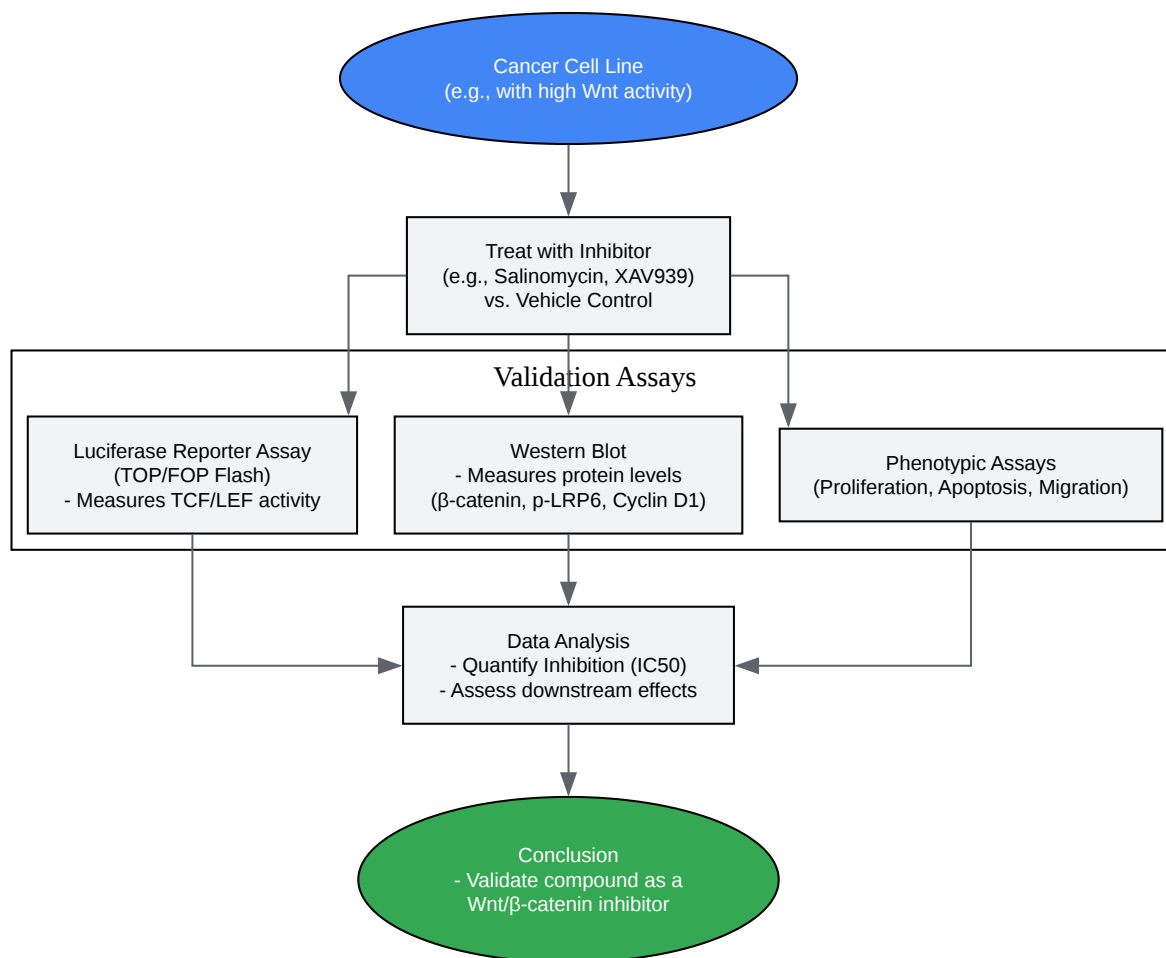 Cancer Cell Line
(e.g., with high Wnt activity)
Treat with Inhibitor
(e.g., Salinomycin, XAV939)
vs. Vehicle Control
Validation Assays
Luciferase Reporter Assay
(TOP/FOP Flash)
- Measures TCF/LEF activity
Western Blot
- Measures protein levels
(β-catenin, p-LRP6, Cyclin D1)
Phenotypic Assays
(Proliferation, Apoptosis, Migration)
Data Analysis
- Quantify Inhibition (IC50)
- Assess downstream effects
Conclusion
- Validate compound as a
Wnt/β-catenin inhibitor